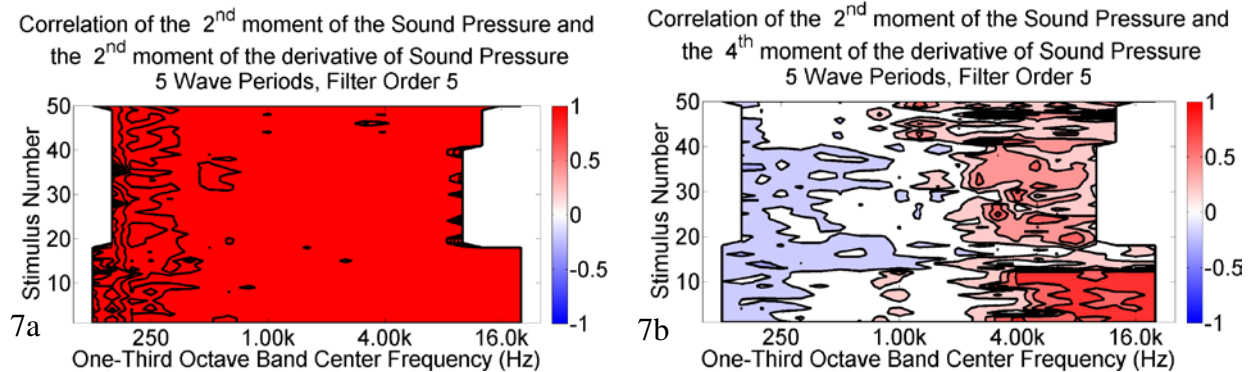 Correlation of the 2nd moment of the Sound Pressure and
the 2nd moment of the derivative of Sound Pressure
5 Wave Periods, Filter Order 5
50
40
30
20
10
Stimulus Number
250
1.00k
4.00k
16.0k
One-Third Octave Band Center Frequency (Hz)
1
0.5
0
-0.5
-1
7a
Correlation of the 2nd moment of the Sound Pressure and
the 4th moment of the derivative of Sound Pressure
5 Wave Periods, Filter Order 5
50
40
30
20
10
Stimulus Number
250
1.00k
4.00k
16.0k
One-Third Octave Band Center Frequency (Hz)
1
0.5
0
-0.5
-1
7b